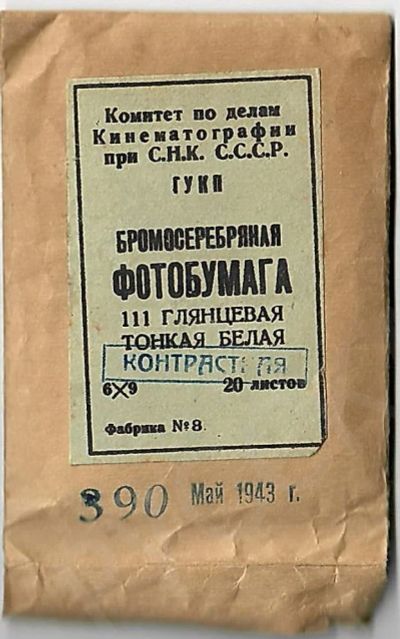 Комитет по делам
Кинематографии
при С.Н.К. С.С.С.Р.
ГУКП
БРОМОСЕРЕБРЯНАЯ
ФОТОБУМАГА
111 ГЛЯНЦЕВАЯ
ТОНКАЯ БЕЛАЯ
КОНТРАСТНАЯ
6×9 20 листов
Фабрика №8.
390 Май 1943 г.